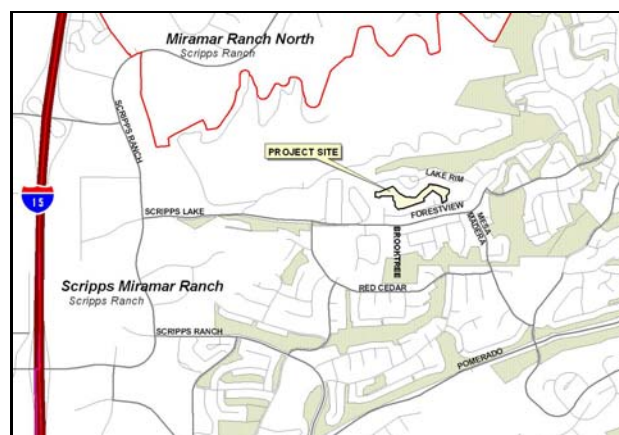 Miramar Ranch North
Scripps Ranch
SCRIPPS RANCH
PROJECT SITE
LAKE RIM
15
SCRIPPS LAKE
FORESTVIEW
MESA
MADERA
BROOKTREE
Scripps Miramar Ranch
Scripps Ranch
RED CEDAR
SCRIPPS RANCH
POMERADO